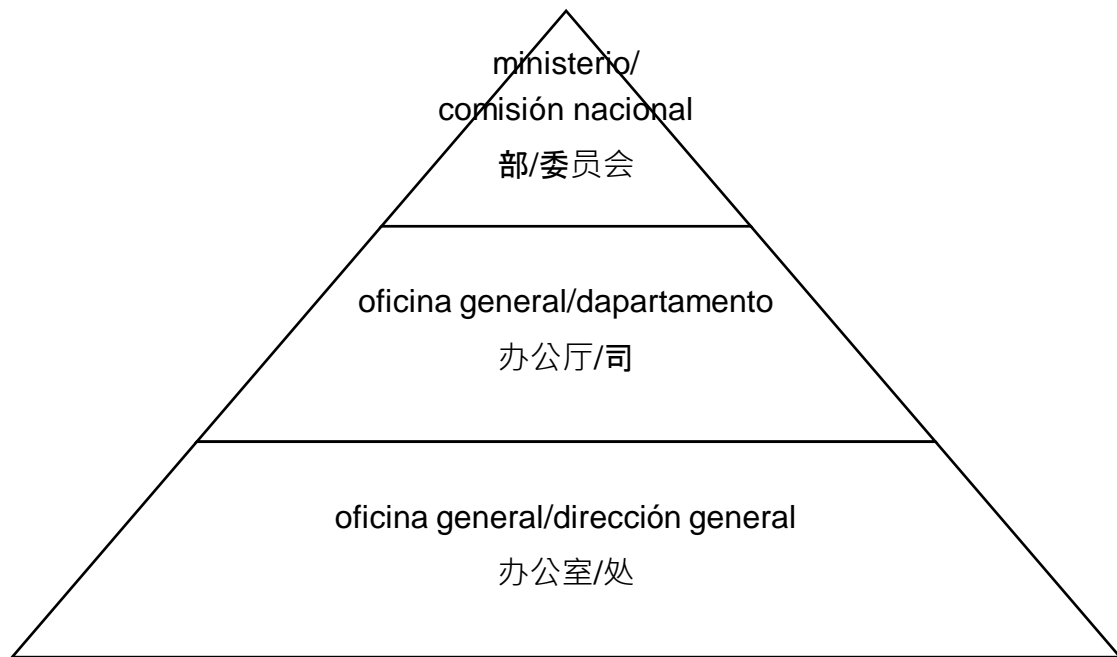 ministerio/
comisión nacional
部/委员会
oficina general/dapartamento
办公厅/司
oficina general/dirección general
办公室/处